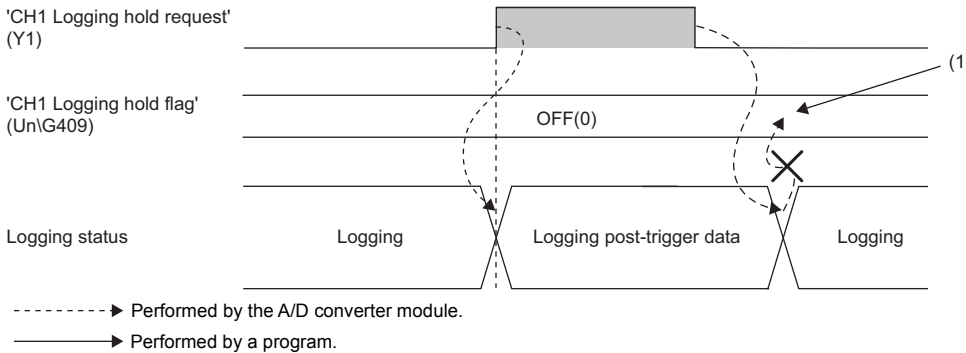 'CH1 Logging hold request'
(Y1)
(1
'CH1 Logging hold flag'
(Un\G409)
OFF(0)
Logging status
Logging
Logging post-trigger data
Logging
Performed by the A/D converter module.
Performed by a program.